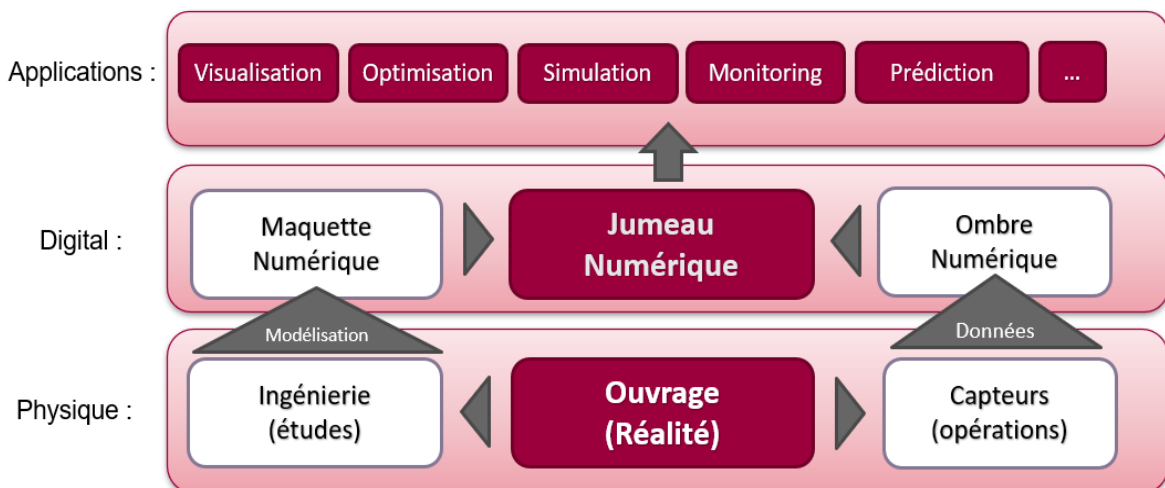 Applications :
Visualisation
Optimisation
Simulation
Monitoring
Prédiction
...
Digital :
Maquette
Numérique
Jumeau
Numérique
Ombre
Numérique
Modélisation
Données
Physique :
Ingénierie
(études)
Ouvrage
(Réalité)
Capteurs
(opérations)